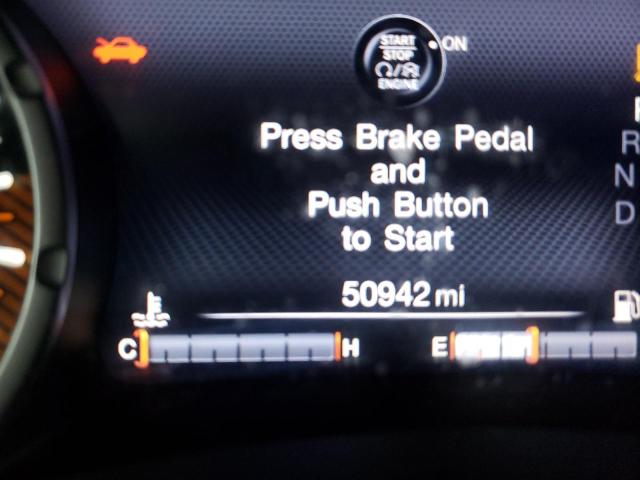 START
STOP
ENGINE
ON
Press Brake Pedal
and
Push Button
to Start
R
N
D
50942 mi
C
H
E